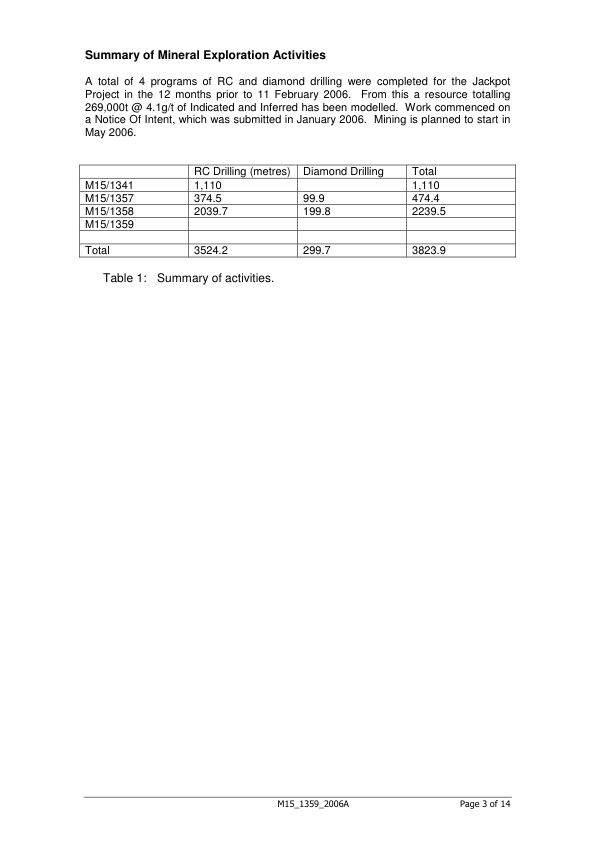 Summary of Mineral Exploration Activities
A total of 4 programs of RC and diamond drilling were completed for the Jackpot
Project in the 12 months prior to 11 February 2006. From this a resource totalling
269,000t @ 4.1g/t of Indicated and Inferred has been modelled. Work commenced on
a Notice Of Intent, which was submitted in January 2006. Mining is planned to start in
May 2006.
RC Drilling (metres) Diamond Drilling Total
M15/1341 1,110 1,110
M15/1357 374.5 99.9 474.4
M15/1358 2039.7 199.8 2239.5
M15/1359
Total 3524.2 299.7 3823.9
Table 1: Summary of activities.
M15_1359_2006A Page 3 of 14